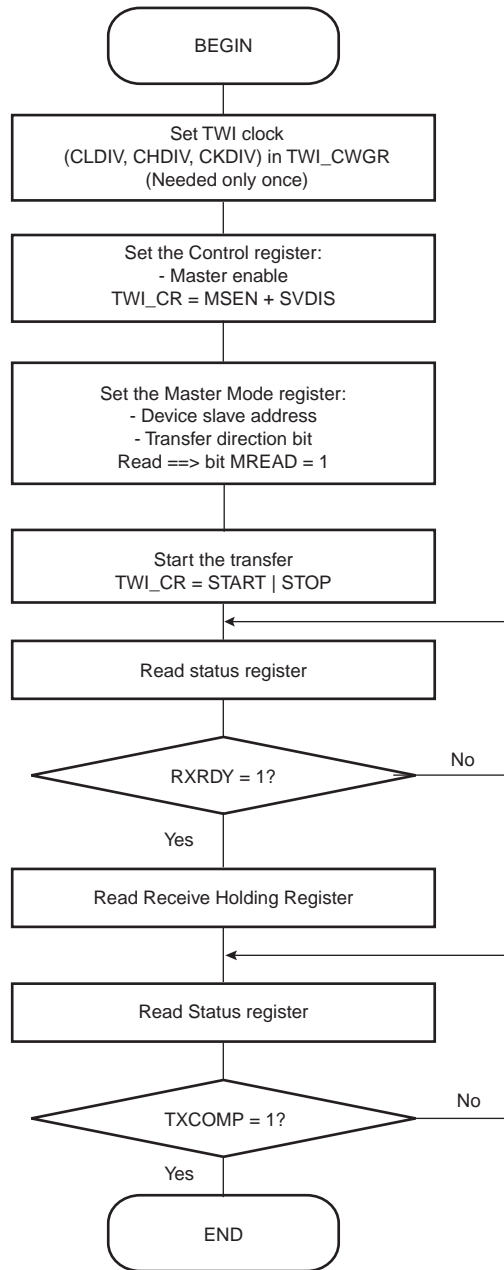 BEGIN
Set TWI clock
(CLDIV, CHDIV, CKDIV) in TWI_CWGR
(Needed only once)
Set the Control register:
- Master enable
TWI_CR = MSEN + SVDIS
Set the Master Mode register:
- Device slave address
- Transfer direction bit
Read ==> bit MREAD = 1
Start the transfer
TWI_CR = START | STOP
Read status register
RXRDY = 1?
No
Yes
Read Receive Holding Register
Read Status register
TXCOMP = 1?
No
Yes
END